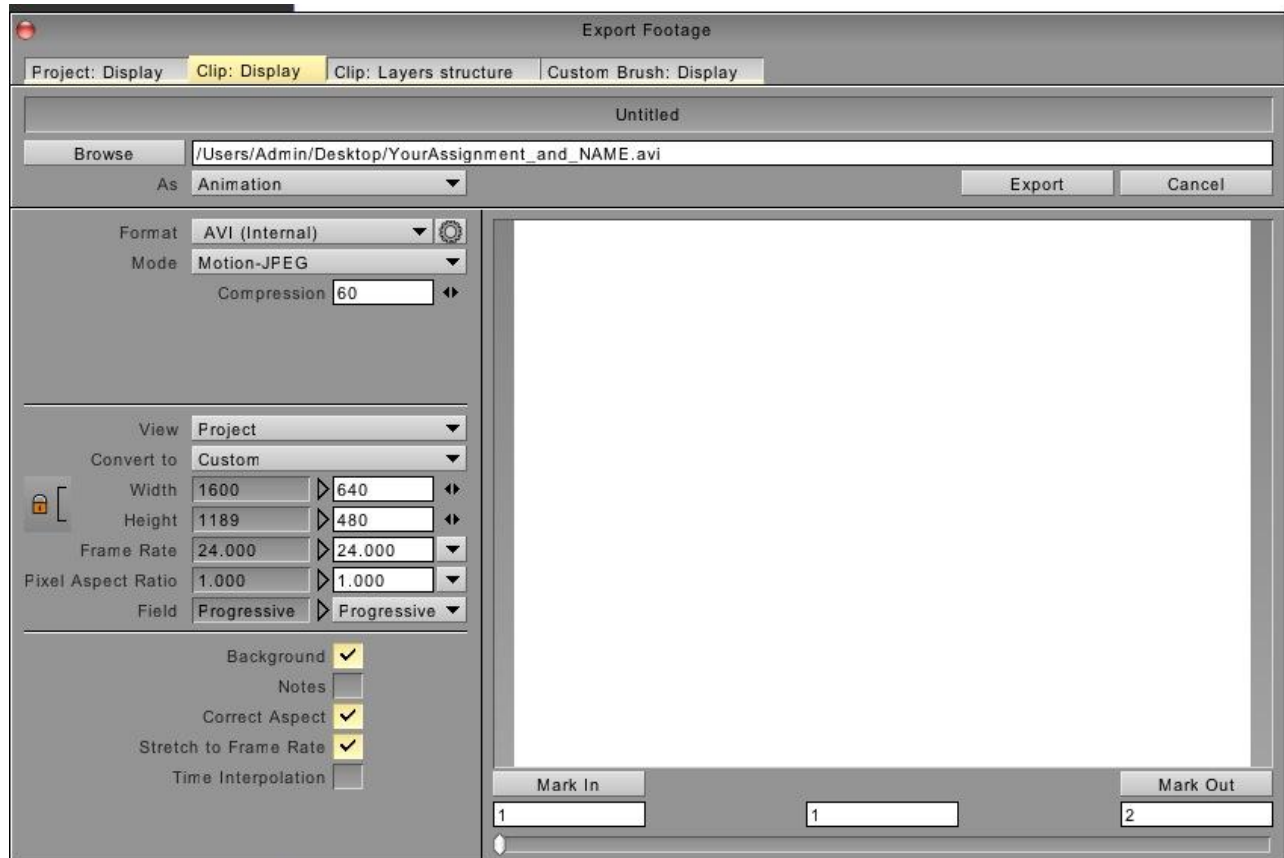 Export Footage
Project: Display Clip: Display Clip: Layers structure Custom Brush: Display
Untitled
Browse /Users/Admin/Desktop/YourAssignment_and_NAME.avi
As Animation Export Cancel
Format AVI (Internal)
Mode Motion-JPEG
Compression 60
View Project
Convert to Custom
Width 1600 640
Height 1189 480
Frame Rate 24.000 24.000
Pixel Aspect Ratio 1.000 1.000
Field Progressive Progressive
Background
Notes
Correct Aspect
Stretch to Frame Rate
Time Interpolation
Mark In Mark Out
1 1 2